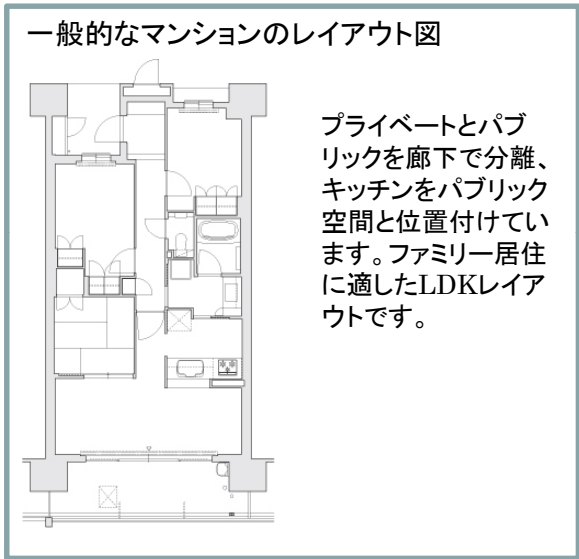 一般的なマンションのレイアウト図
プライベートとパブ
リックを廊下で分離、
キッチンをパブリック
空間と位置付けてい
ます。ファミリー居住
に適したLDKレイア
ウトです。